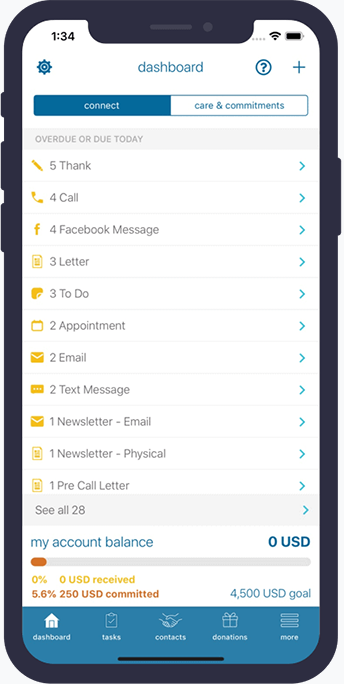 1:34
dashboard
?
connect
care & commitments
OVERDUE OR DUE TODAY
5 Thank
4 Call
4 Facebook Message
3 Letter
3 To Do
2 Appointment
2 Email
2 Text Message
1 Newsletter - Email
1 Newsletter - Physical
1 Pre Call Letter
See all 28
my account balance 0 USD
0% 0 USD received
5.6% 250 USD committed 4,500 USD goal
dashboard tasks contacts donations more